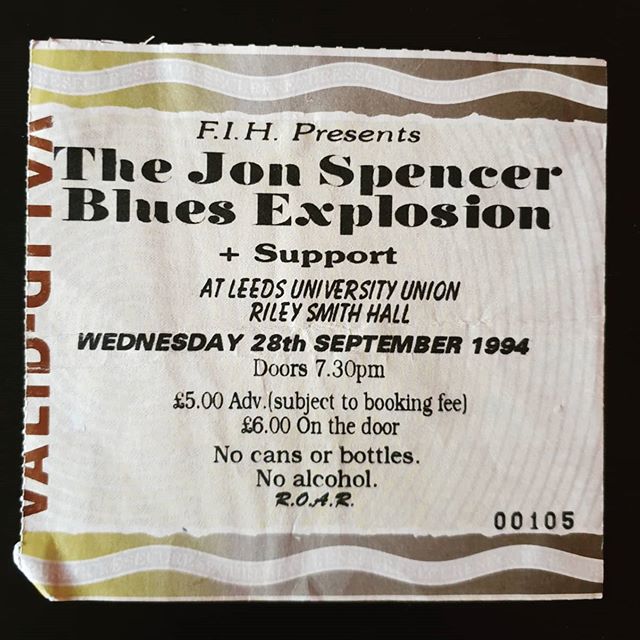 F.I.H. Presents
The Jon Spencer
Blues Explosion
+ Support
AT LEEDS UNIVERSITY UNION
RILEY SMITH HALL
WEDNESDAY 28th SEPTEMBER 1994
Doors 7.30pm
£5.00 Adv.(subject to booking fee)
£6.00 On the door
No cans or bottles.
No alcohol.
R.O.A.R.
00105